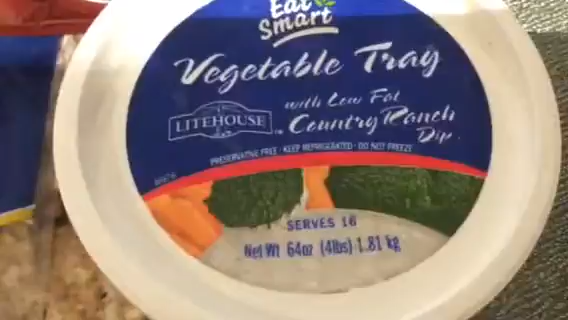 Eat
Smart
Vegetable Tray
with Low Fat
LITEHOUSE
Country Ranch
Dip
PRESERVATIVE FREE · KEEP REFRIGERATED · DO NOT FREEZE
SERVES 16
Net Wt 64oz (4lbs) 1.81 kg